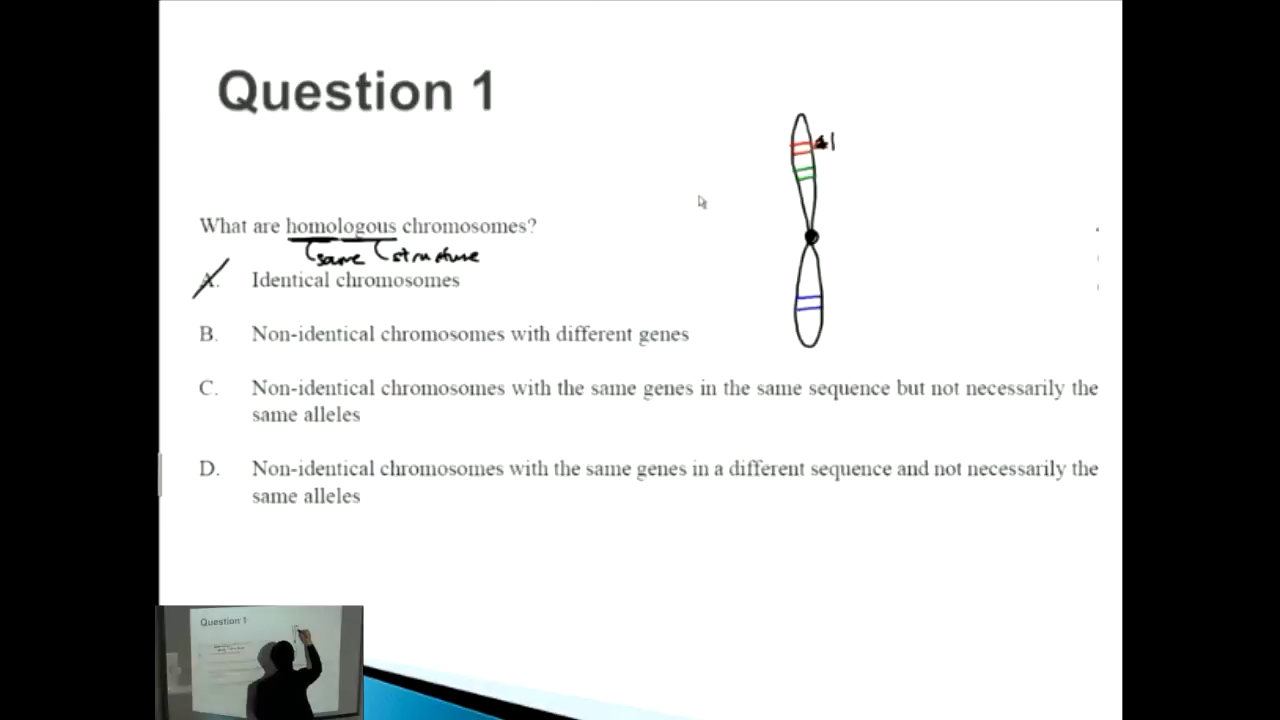 Question 1
What are homologous chromosomes?
same structure
A. Identical chromosomes
B. Non-identical chromosomes with different genes
C. Non-identical chromosomes with the same genes in the same sequence but not necessarily the
same alleles
D. Non-identical chromosomes with the same genes in a different sequence and not necessarily the
same alleles
Question 1